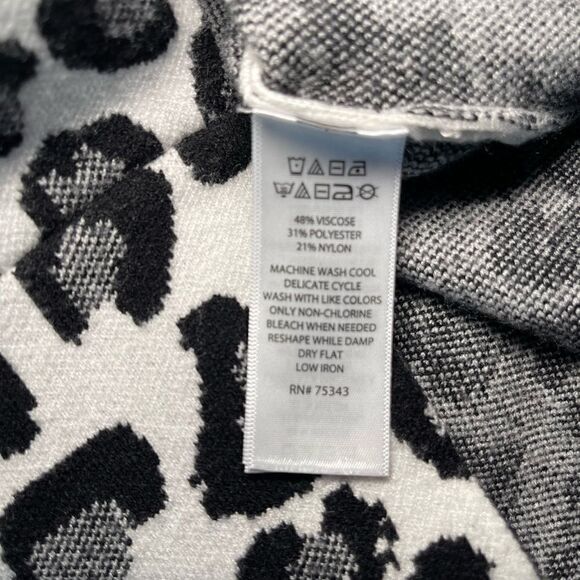 48% VISCOSE
31% POLYESTER
21% NYLON
MACHINE WASH COOL
DELICATE CYCLE
WASH WITH LIKE COLORS
ONLY NON-CHLORINE
BLEACH WHEN NEEDED
RESHAPE WHILE DAMP
DRY FLAT
LOW IRON
RN# 75343